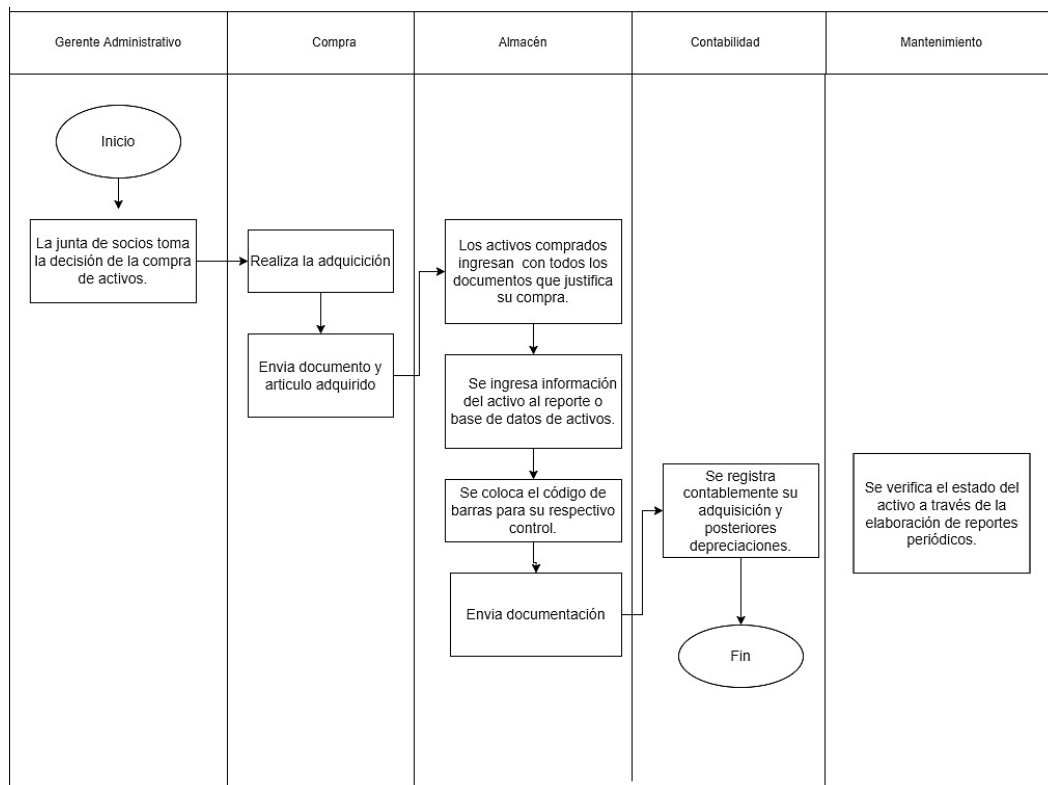 Gerente Administrativo
Compra
Almacén
Contabilidad
Mantenimiento
Inicio
La junta de socios toma
la decisión de la compra
de activos.
Realiza la adquicición
Envia documento y
articulo adquirido
Los activos comprados
ingresan con todos los
documentos que justifica
su compra.
Se ingresa información
del activo al reporte o
base de datos de activos.
Se coloca el código de
barras para su respectivo
control.
Envia documentación
Se registra
contablemente su
adquisición y
posteriores
depreciaciones.
Fin
Se verifica el estado del
activo a través de la
elaboración de reportes
periódicos.